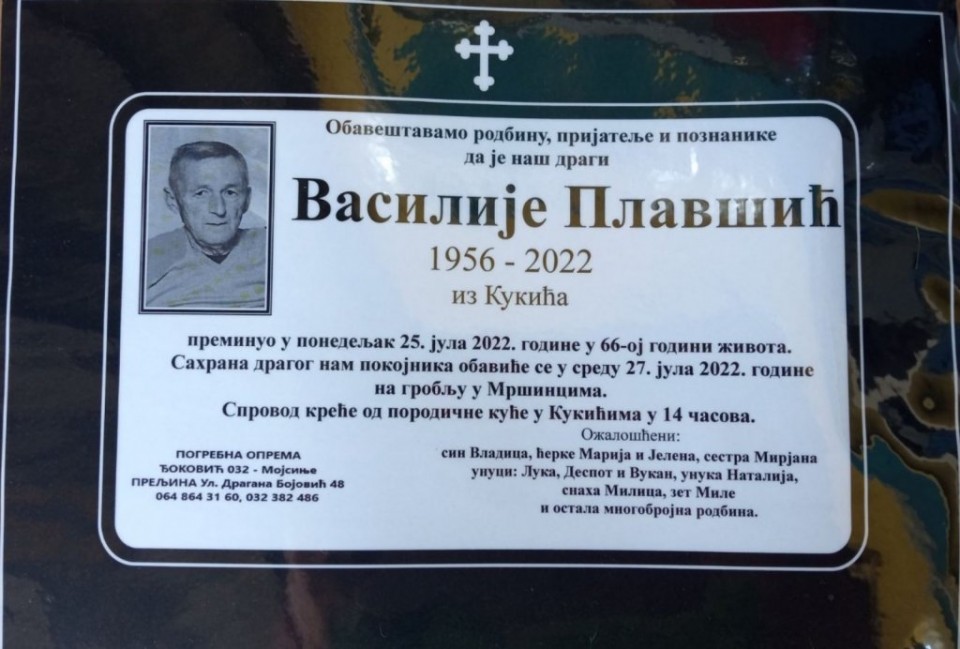 Обавештавамо родбину, пријатеље и познанике
да је наш драги
Василије Плавшић
1956 - 2022
из Кукића
преминуо у понедељак 25. јула 2022. године у 66-ој години живота.
Сахрана драгог нам покојника обавиће се у среду 27. јула 2022. године
на гробљу у Мршинцима.
Спровод креће од породичне куће у Кукићима у 14 часова.
Ожалошћени:
син Владица, ћерке Марија и Јелена, сестра Мирјана
унуци: Лука, Деспот и Вукан, унука Наталија,
снаха Милица, зет Миле
и остала многобројна родбина.
ПОГРЕБНА ОПРЕМА
ЂОКОВИЋ 032 - Мојсиње
ПРЕЉИНА Ул. Драгана Бојовић 48
064 864 31 60, 032 382 486